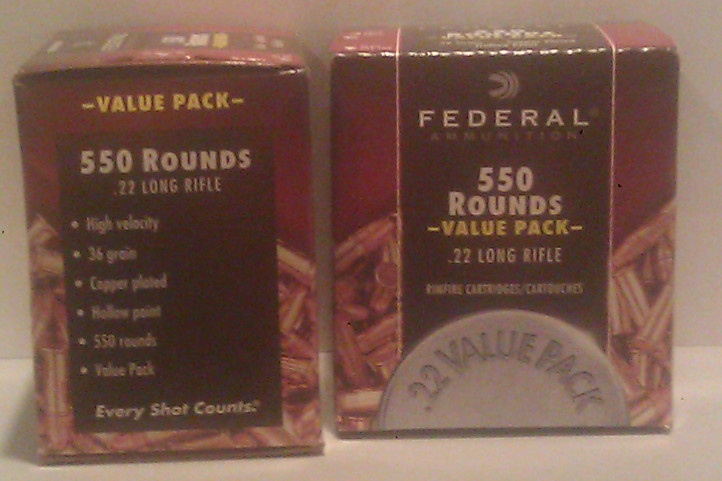 –VALUE PACK–
550 ROUNDS
.22 LONG RIFLE
• High velocity
• 36 grain
• Copper plated
• Hollow point
• 550 rounds
• Value Pack
Every Shot Counts.®
FEDERAL®
AMMUNITION
550
ROUNDS
–VALUE PACK–
.22 LONG RIFLE
RIMFIRE CARTRIDGES/CARTOUCHES
.22 VALUE PACK